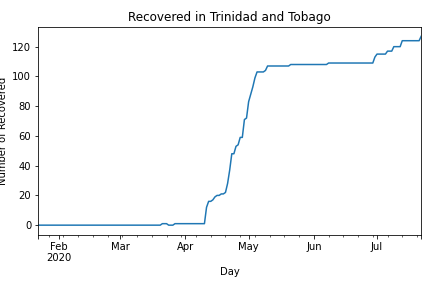 Recovered in Trinidad and Tobago
Number of Recovered
120
100
80
60
40
20
0
Feb
2020
Mar
Apr
May
Jun
Jul
Day